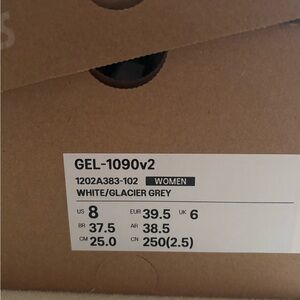 GEL-1090v2
1202A383-102 WOMEN
WHITE/GLACIER GREY
US 8 EUR 39.5 UK 6
BR 37.5 AR 38.5
CM 25.0 CN 250(2.5)